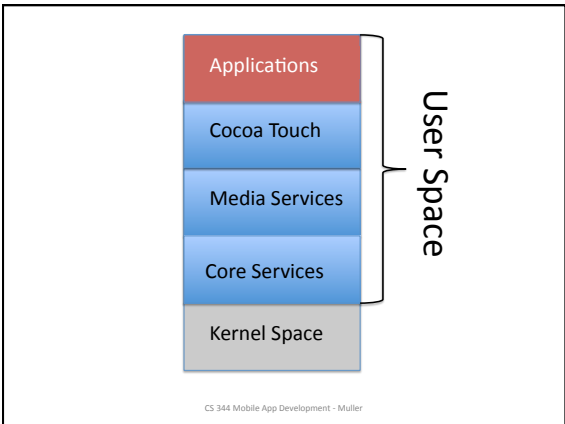 Applications
Cocoa Touch
Media Services
Core Services
Kernel Space
User Space
CS 344 Mobile App Development - Muller